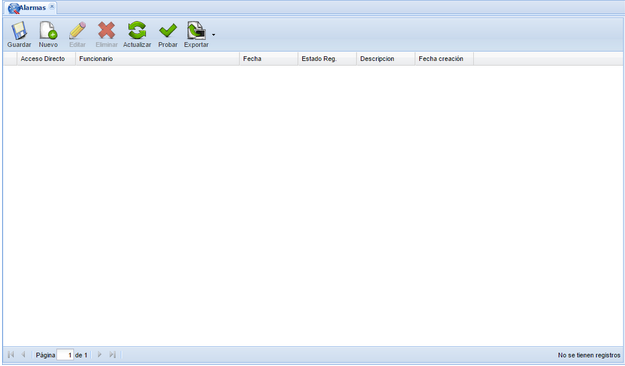 Alarmas
Guardar Nuevo Editar Eliminar Actualizar Probar Exportar
Acceso Directo Funcionario Fecha Estado Reg. Descripcion Fecha creación
Página 1 de 1 No se tienen registros